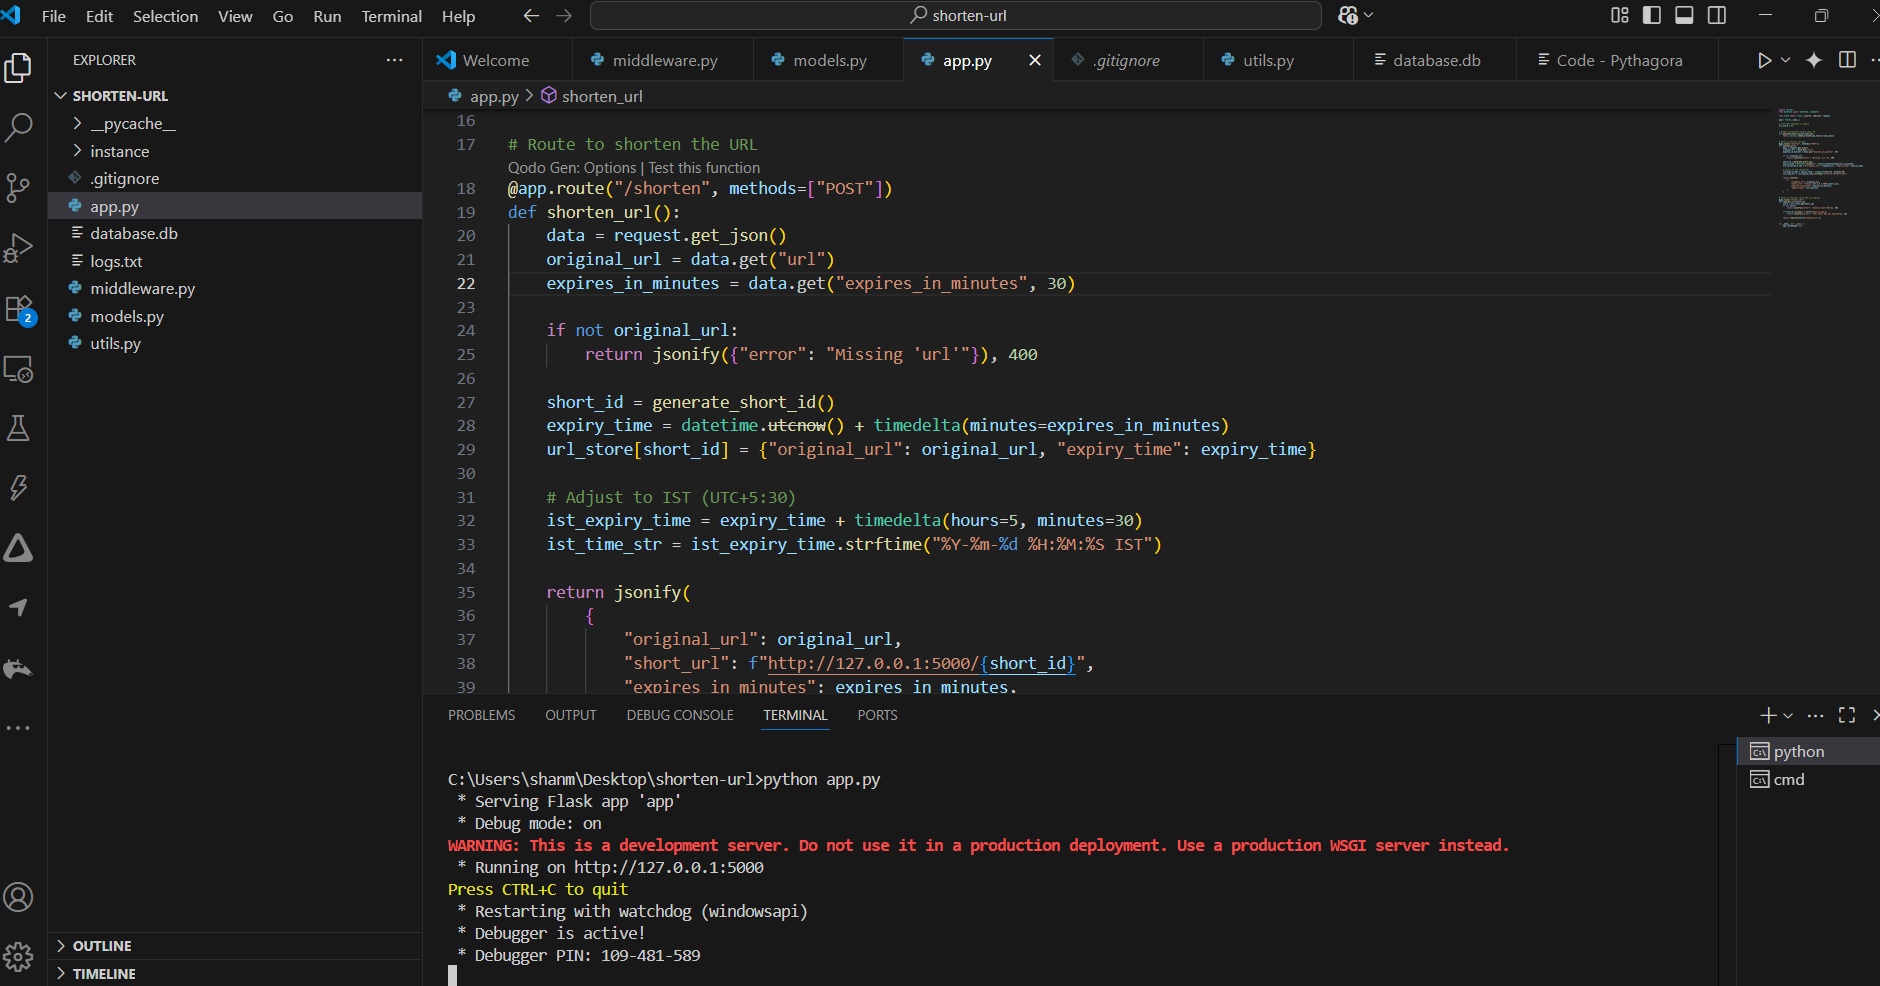 File Edit Selection View Go Run Terminal Help
shorten-url
EXPLORER
SHORTEN-URL
__pycache__
instance
.gitignore
app.py
database.db
logs.txt
middleware.py
models.py
utils.py
OUTLINE
TIMELINE
2
Welcome middleware.py models.py app.py .gitignore utils.py database.db Code - Pythagora
app.py > shorten_url
16
17 # Route to shorten the URL
Qodo Gen: Options | Test this function
18 @app.route("/shorten", methods=["POST"])
19 def shorten_url():
20 data = request.get_json()
21 original_url = data.get("url")
22 expires_in_minutes = data.get("expires_in_minutes", 30)
23
24 if not original_url:
25 return jsonify({"error": "Missing 'url'"}), 400
26
27 short_id = generate_short_id()
28 expiry_time = datetime.utcnow() + timedelta(minutes=expires_in_minutes)
29 url_store[short_id] = {"original_url": original_url, "expiry_time": expiry_time}
30
31 # Adjust to IST (UTC+5:30)
32 ist_expiry_time = expiry_time + timedelta(hours=5, minutes=30)
33 ist_time_str = ist_expiry_time.strftime("%Y-%m-%d %H:%M:%S IST")
34
35 return jsonify(
36 {
37 "original_url": original_url,
38 "short_url": f"http://127.0.0.1:5000/{short_id}",
39 "expires_in_minutes": expires_in_minutes,
PROBLEMS OUTPUT DEBUG CONSOLE TERMINAL PORTS
python
cmd
C:\Users\shanm\Desktop\shorten-url>python app.py
* Serving Flask app 'app'
* Debug mode: on
WARNING: This is a development server. Do not use it in a production deployment. Use a production WSGI server instead.
* Running on http://127.0.0.1:5000
Press CTRL+C to quit
* Restarting with watchdog (windowsapi)
* Debugger is active!
* Debugger PIN: 109-481-589